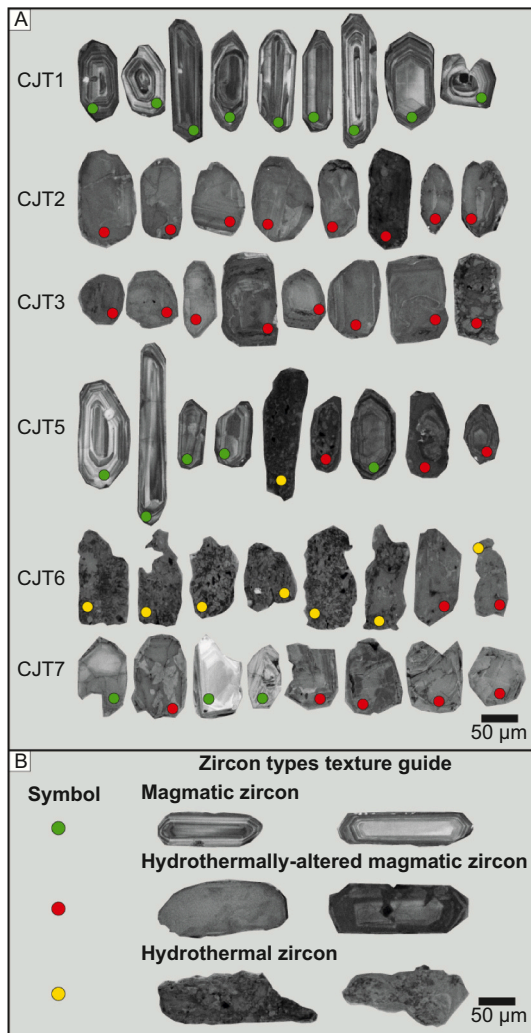 A
CJT1
CJT2
CJT3
CJT5
CJT6
CJT7
50 µm
B
Zircon types texture guide
Symbol
Magmatic zircon
Hydrothermally-altered magmatic zircon
Hydrothermal zircon
50 µm